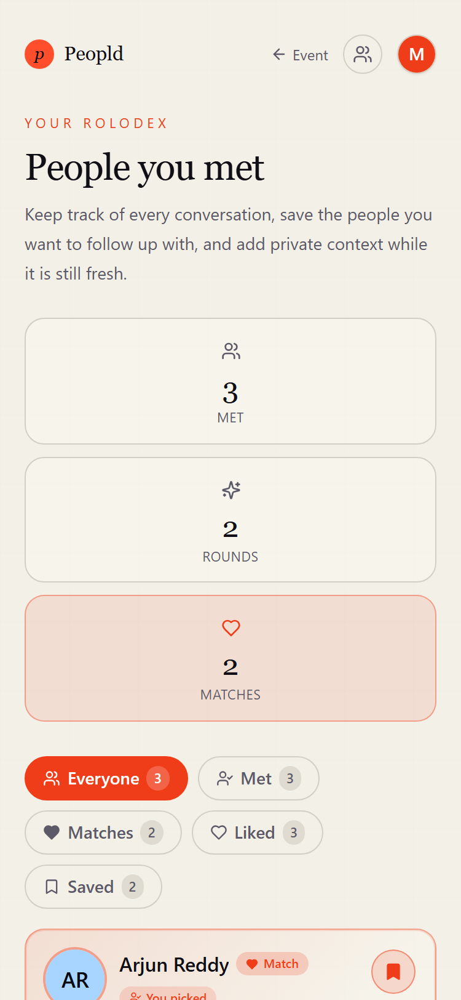 p Peopld
Event
M
YOUR ROLODEX
People you met
Keep track of every conversation, save the people you
want to follow up with, and add private context while
it is still fresh.
3
MET
2
ROUNDS
2
MATCHES
Everyone 3
Met 3
Matches 2
Liked 3
Saved 2
AR
Arjun Reddy
Match
You picked